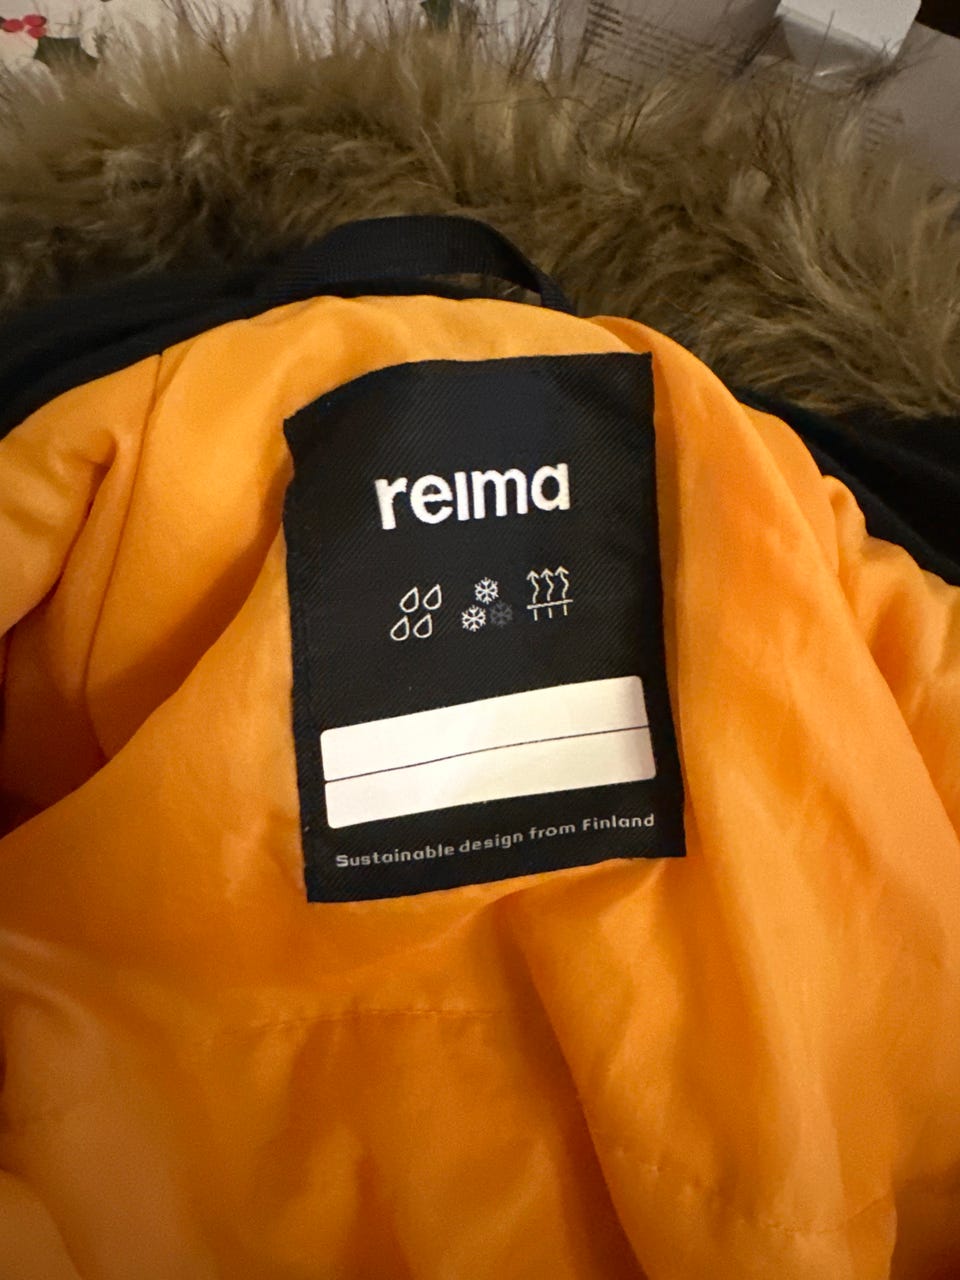 reima
Sustainable design from Finland